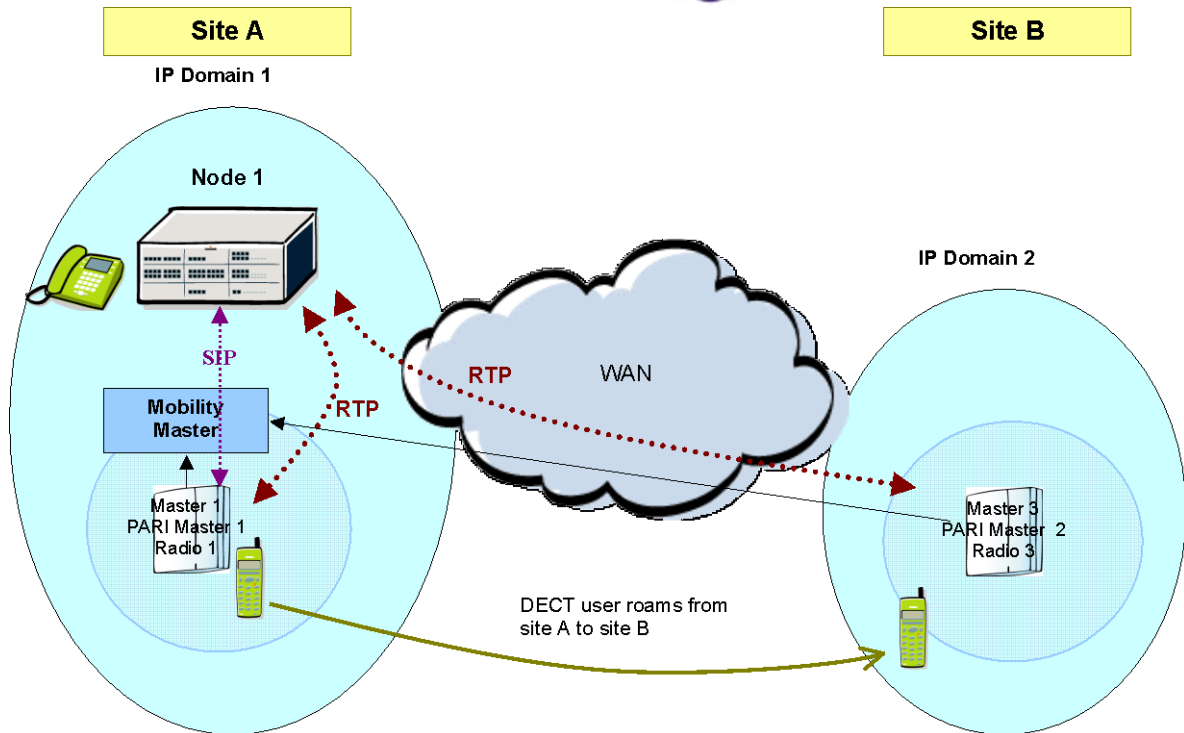 Site A
Site B
IP Domain 1
Node 1
IP Domain 2
SIP
RTP
WAN
RTP
Mobility
Master
Master 1
PARI Master 1
Radio 1
Master 3
PARI Master 2
Radio 3
DECT user roams from
site A to site B